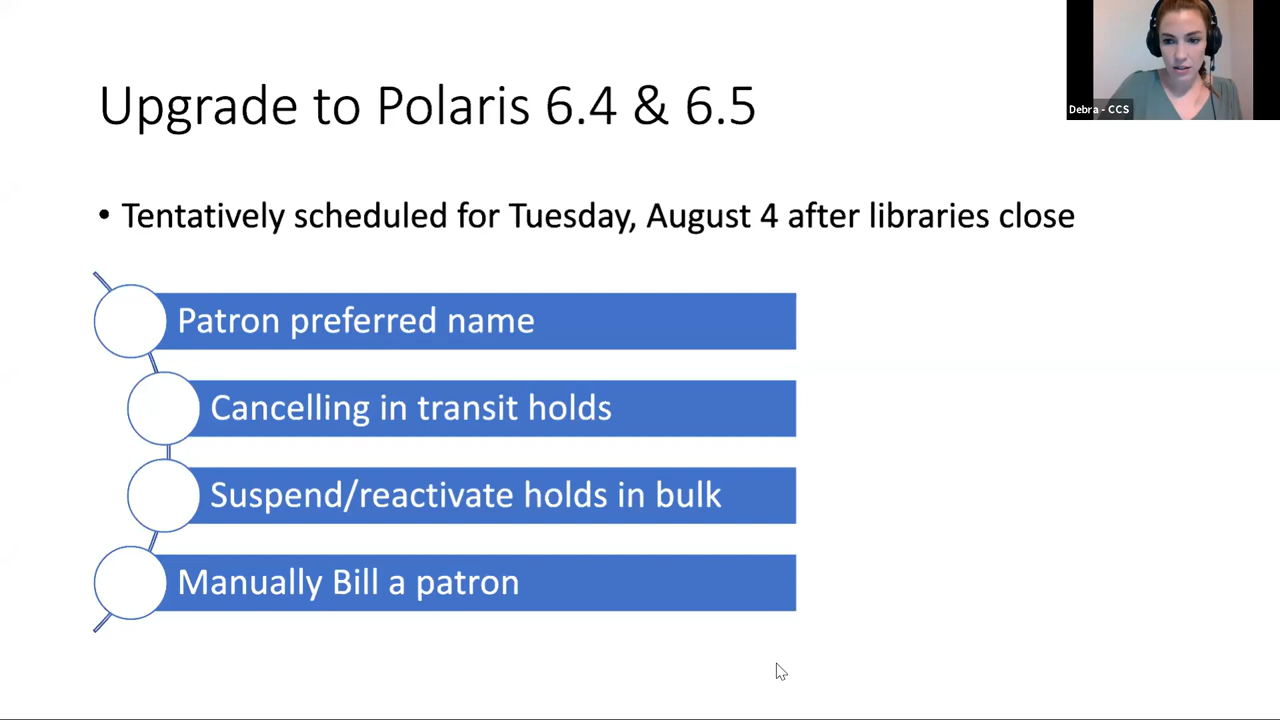 Debra - CCS
Upgrade to Polaris 6.4 & 6.5
• Tentatively scheduled for Tuesday, August 4 after libraries close
Patron preferred name
Cancelling in transit holds
Suspend/reactivate holds in bulk
Manually Bill a patron